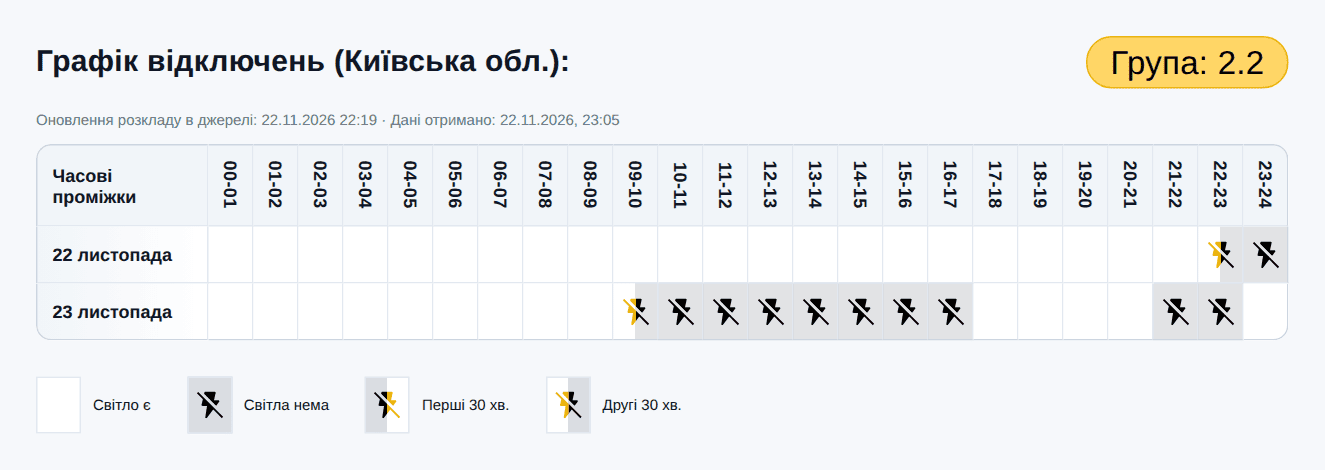 Графік відключень (Київська обл.):
Група: 2.2
Оновлення розкладу в джерелі: 22.11.2026 22:19 · Дані отримано: 22.11.2026, 23:05
Часові
проміжки
00-01
01-02
02-03
03-04
04-05
05-06
06-07
07-08
08-09
09-10
10-11
11-12
12-13
13-14
14-15
15-16
16-17
17-18
18-19
19-20
20-21
21-22
22-23
23-24
22 листопада
23 листопада
Світло є
Світла нема
Перші 30 хв.
Другі 30 хв.